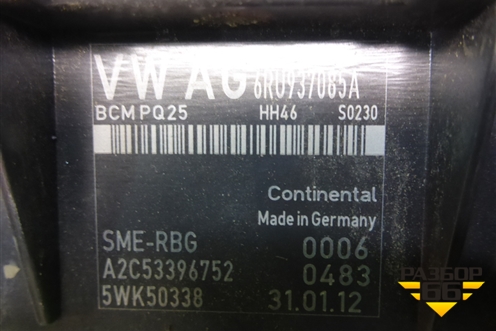 VW AG 6R0937085A
BCM PQ25 HH46 S0230
Continental
Made in Germany
SME-RBG 0006
A2C53396752 0483
5WK50338 31.01.12
РАЗБОР
66